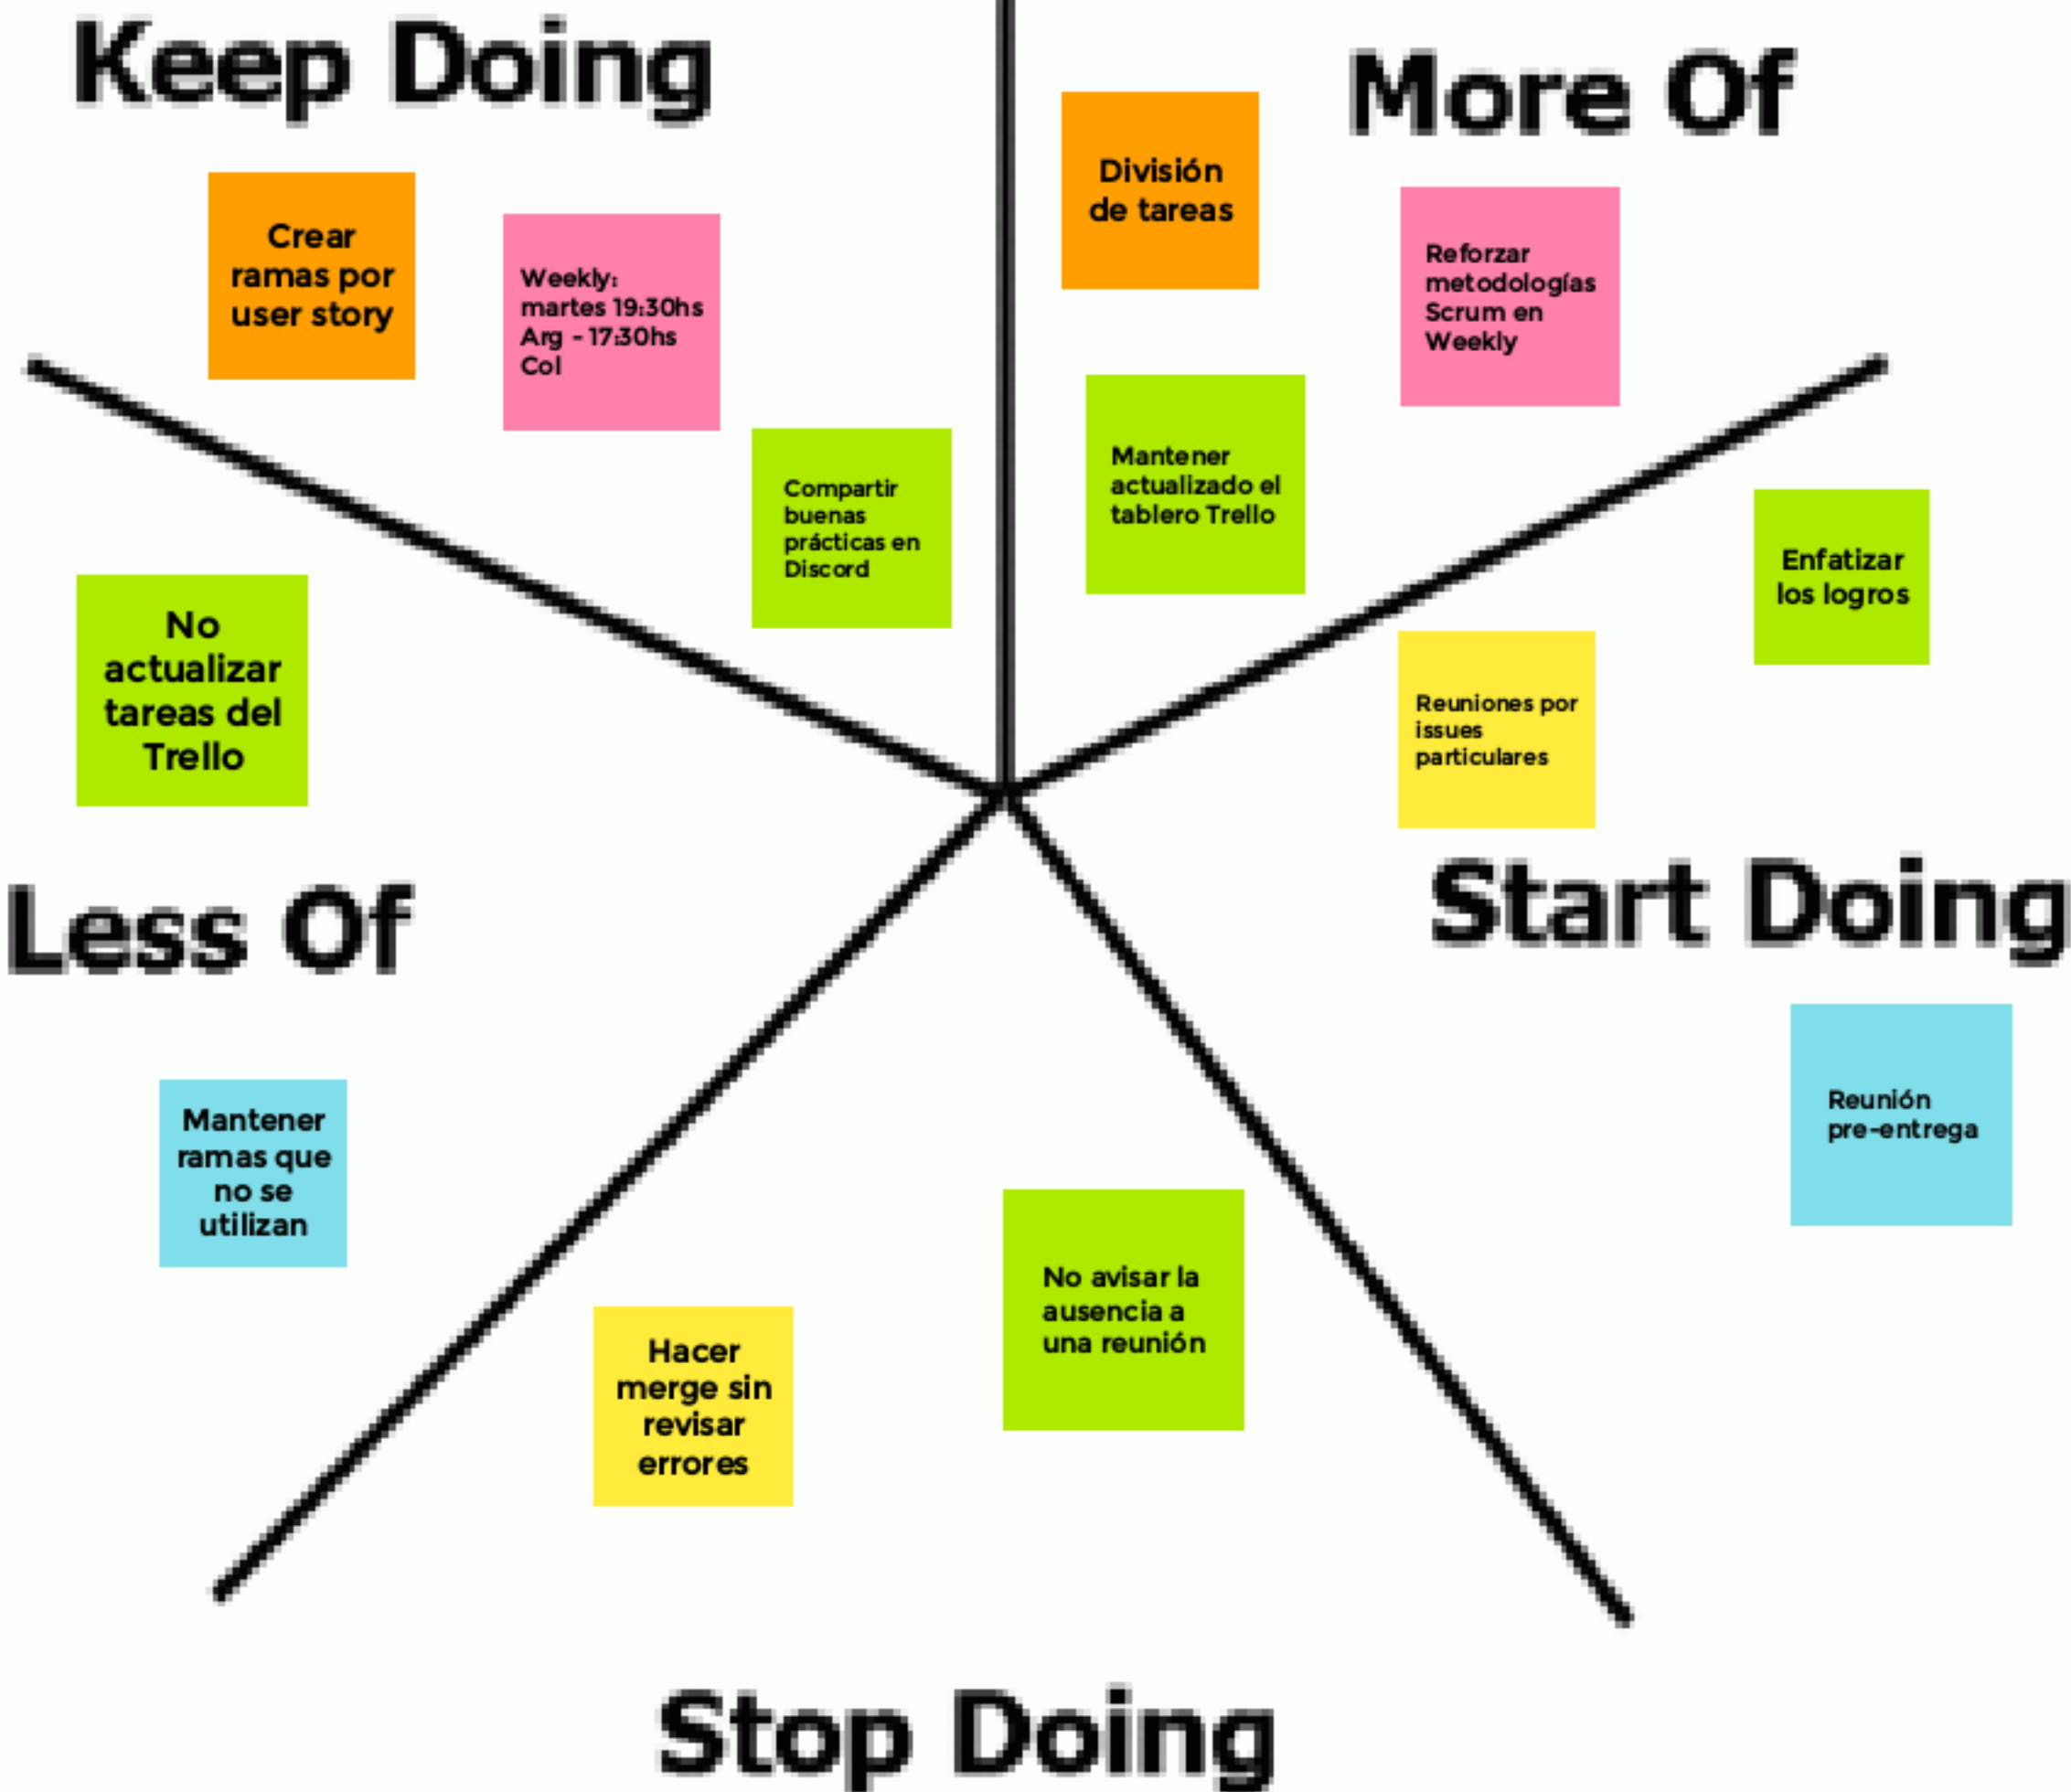 Keep Doing
Crear
ramas por
user story
Weekly:
martes 19:30hs
Arg - 17:30hs
Col
Compartir
buenas
prácticas en
Discord
More Of
División
de tareas
Reforzar
metodologías
Scrum en
Weekly
Mantener
actualizado el
tablero Trello
Enfatizar
los logros
Reuniones por
issues
particulares
Start Doing
Reunión
pre-entrega
No
actualizar
tareas del
Trello
Less Of
Mantener
ramas que
no se
utilizan
Hacer
merge sin
revisar
errores
No avisar la
ausencia a
una reunión
Stop Doing